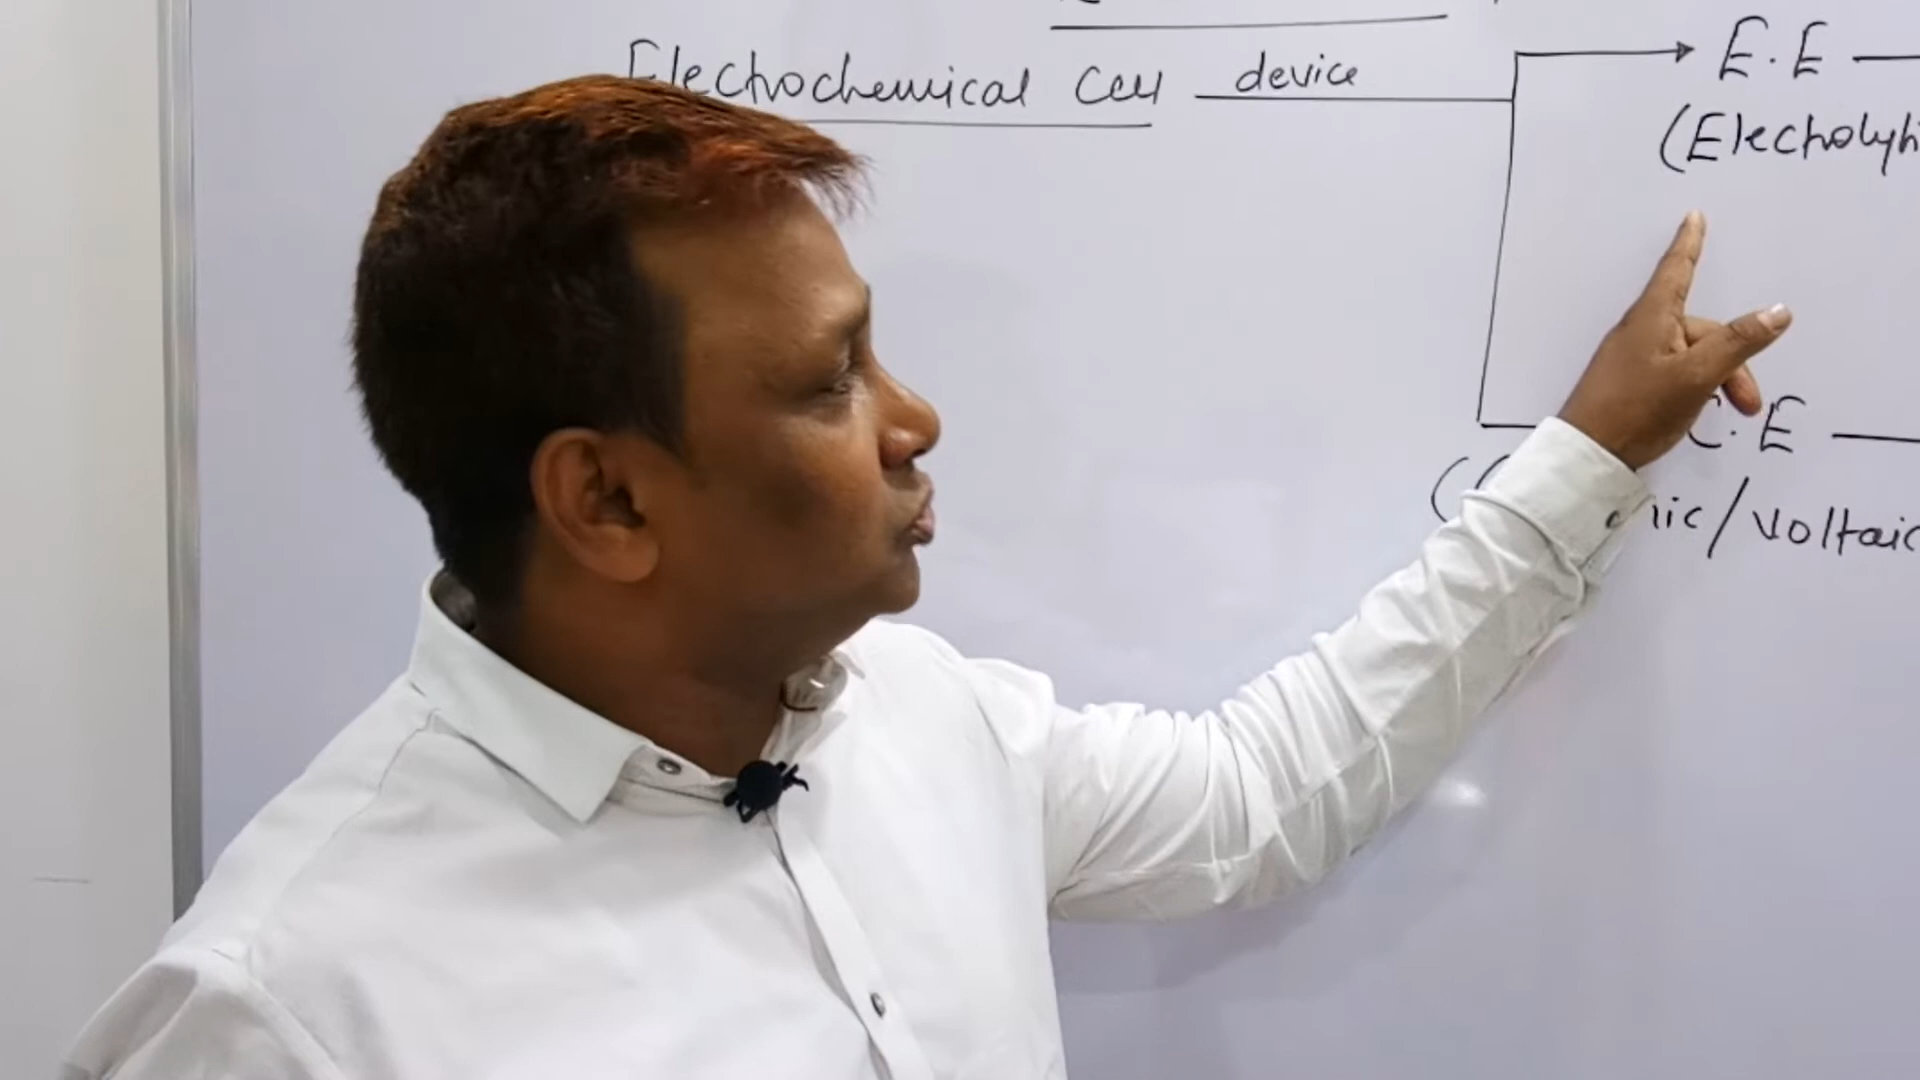 Electrochemical Cell device
E.E
(Electrolyti
C.E
nic/voltaic